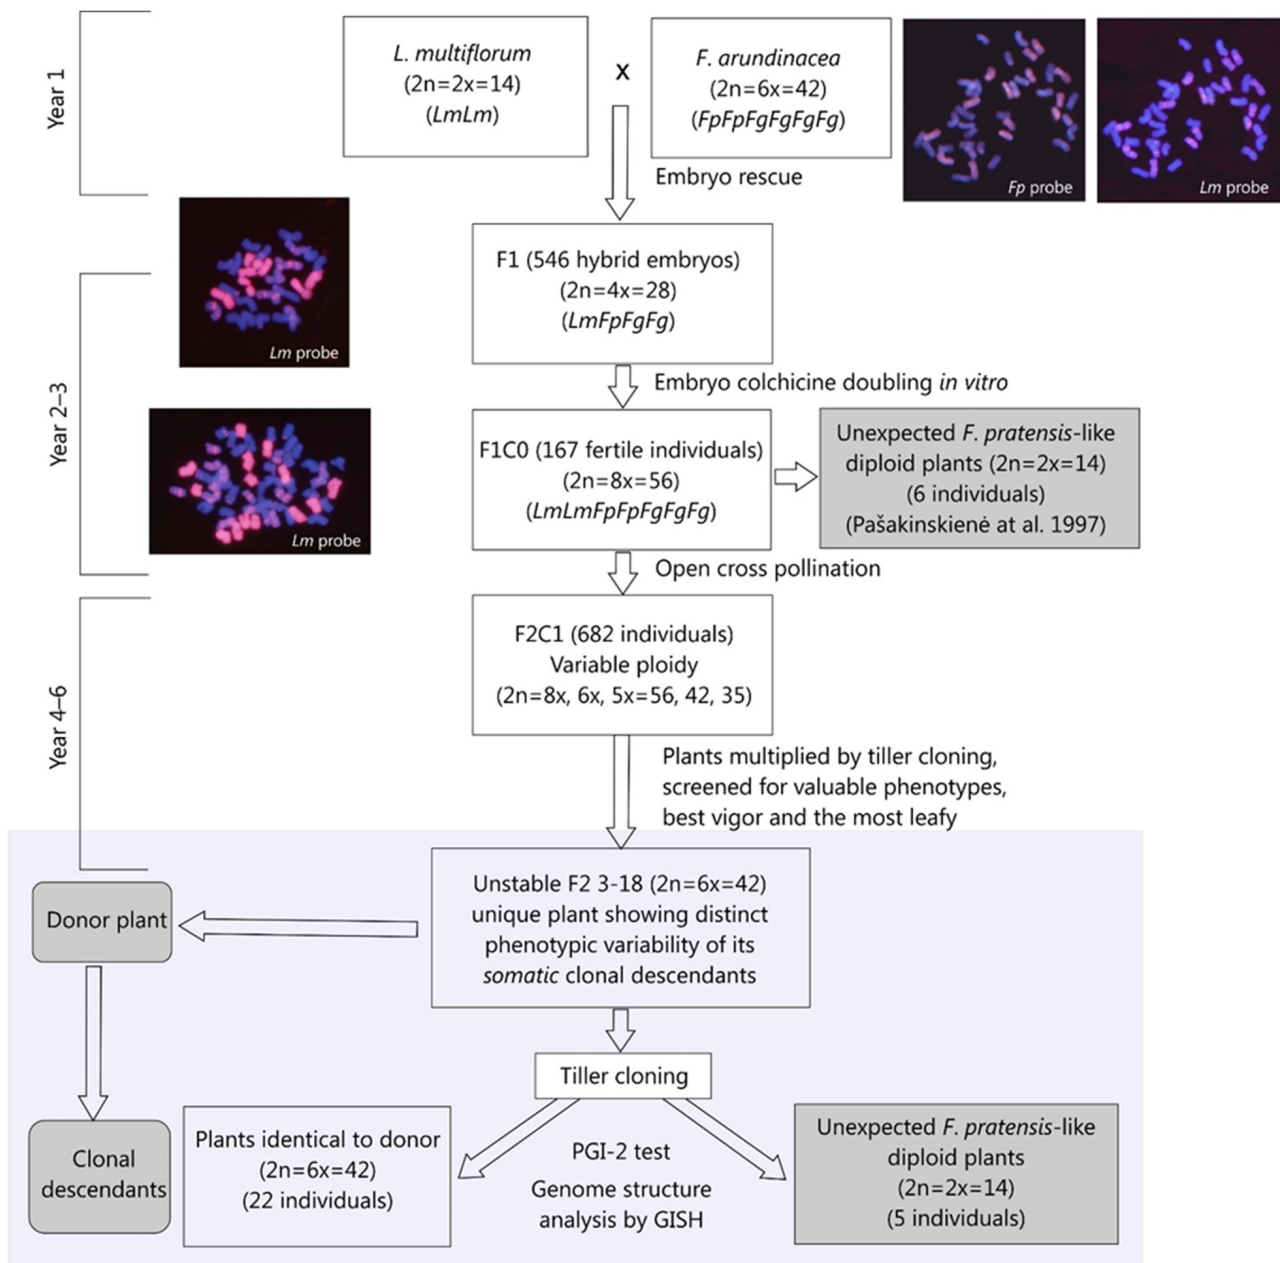 Year 1
L. multiflorum
(2n=2x=14)
(LmLm)
x
F. arundinacea
(2n=6x=42)
(FpFpFgFgFgFg)
Fp probe
Lm probe
Embryo rescue
Lm probe
Year 2–3
F1 (546 hybrid embryos)
(2n=4x=28)
(LmFpFgFg)
Embryo colchicine doubling in vitro
Lm probe
F1C0 (167 fertile individuals)
(2n=8x=56)
(LmLmFpFpFgFgFg)
Unexpected F. pratensis-like
diploid plants (2n=2x=14)
(6 individuals)
(Pašakinskienė at al. 1997)
Open cross pollination
Year 4–6
F2C1 (682 individuals)
Variable ploidy
(2n=8x, 6x, 5x=56, 42, 35)
Plants multiplied by tiller cloning,
screened for valuable phenotypes,
best vigor and the most leafy
Donor plant
Unstable F2 3-18 (2n=6x=42)
unique plant showing distinct
phenotypic variability of its
somatic clonal descendants
Tiller cloning
Clonal
descendants
Plants identical to donor
(2n=6x=42)
(22 individuals)
PGI-2 test
Genome structure
analysis by GISH
Unexpected F. pratensis-like
diploid plants
(2n=2x=14)
(5 individuals)